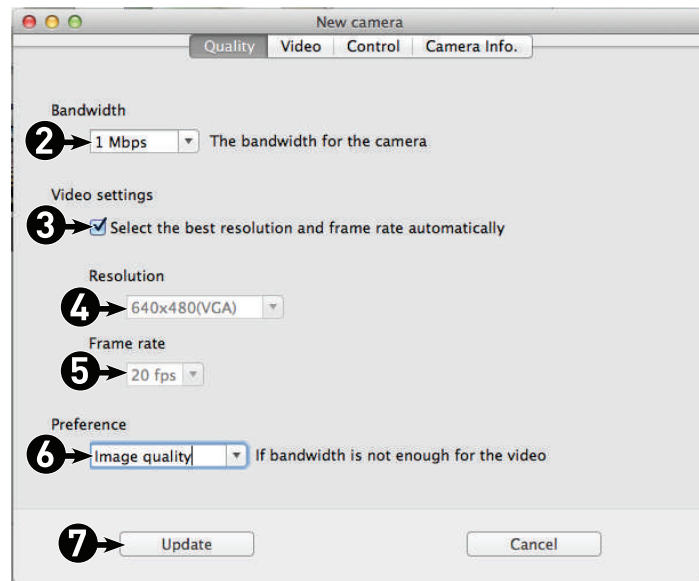 New camera
Quality Video Control Camera Info.
Bandwidth
2 1 Mbps The bandwidth for the camera
Video settings
3 Select the best resolution and frame rate automatically
Resolution
4 640x480(VGA)
Frame rate
5 20 fps
Preference
6 Image quality If bandwidth is not enough for the video
7 Update Cancel